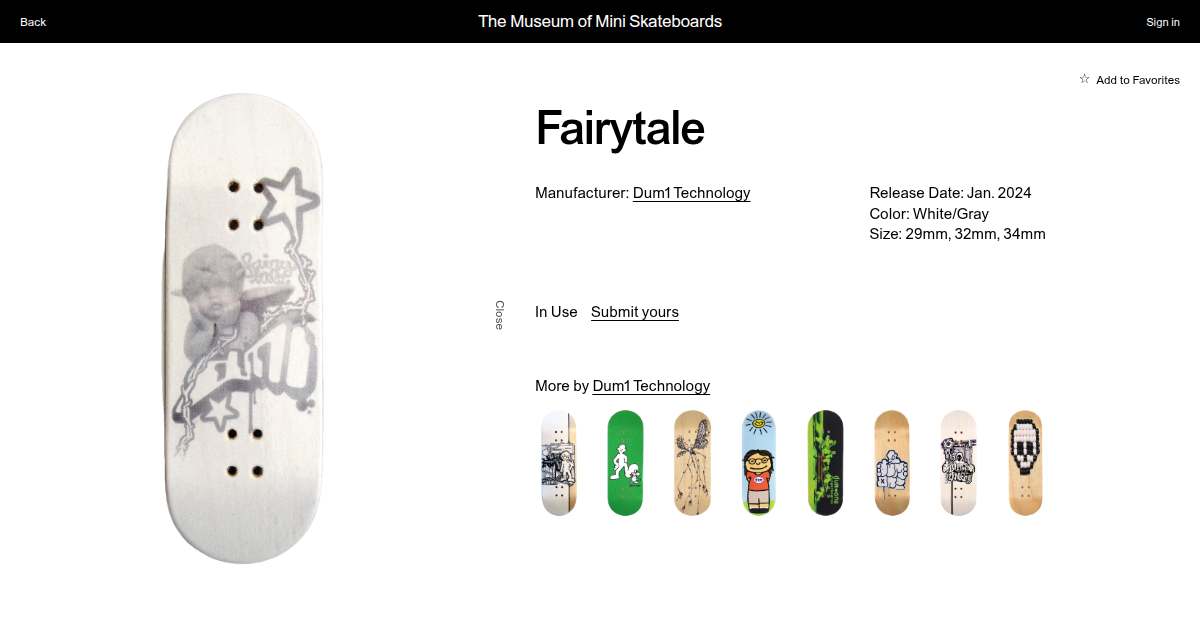 Back
The Museum of Mini Skateboards
Sign in
☆ Add to Favorites
Fairytale
Manufacturer: Dum1 Technology
Release Date: Jan. 2024
Color: White/Gray
Size: 29mm, 32mm, 34mm
Close
In Use Submit yours
More by Dum1 Technology